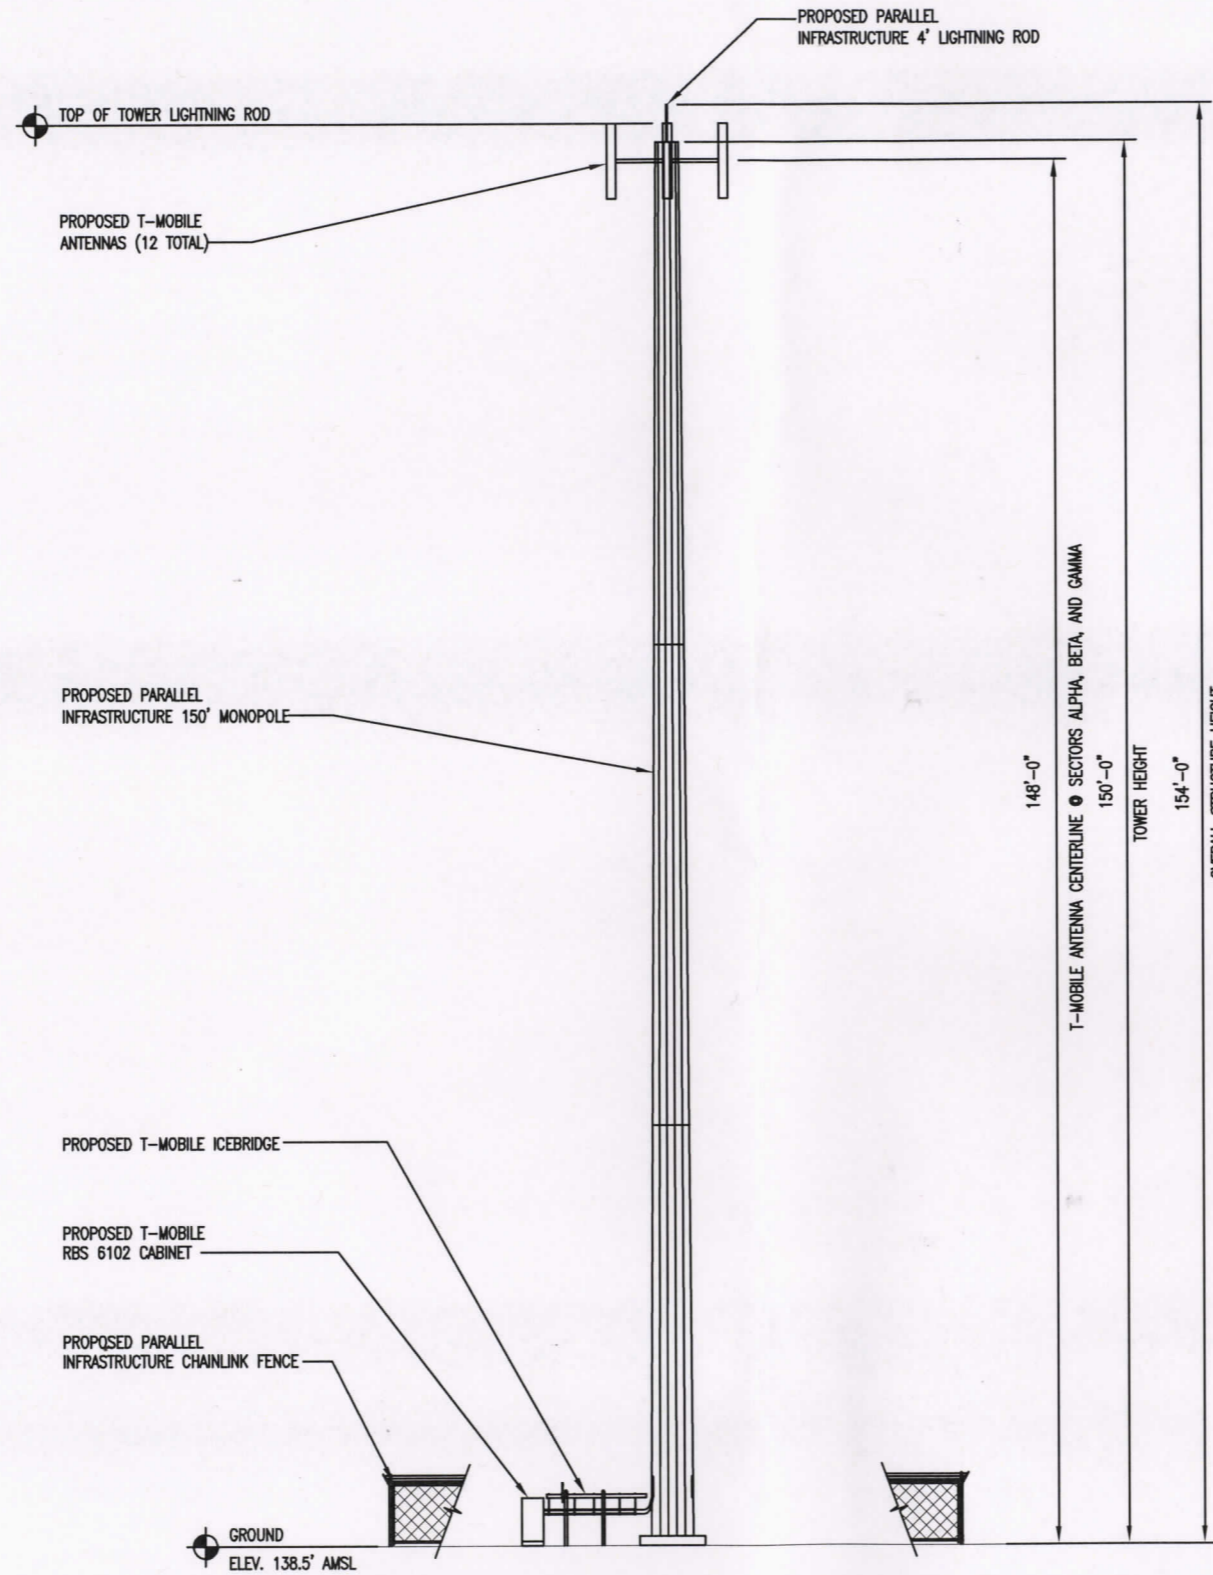 PROPOSED PARALLEL
INFRASTRUCTURE 4' LIGHTNING ROD
TOP OF TOWER LIGHTNING ROD
PROPOSED T-MOBILE
ANTENNAS (12 TOTAL)
PROPOSED PARALLEL
INFRASTRUCTURE 150' MONOPOLE
148'-0"
T-MOBILE ANTENNA CENTERLINE @ SECTORS ALPHA, BETA, AND GAMMA
150'-0"
TOWER HEIGHT
154'-0"
PROPOSED T-MOBILE ICEBRIDGE
PROPOSED T-MOBILE
RBS 6102 CABINET
PROPOSED PARALLEL
INFRASTRUCTURE CHAINLINK FENCE
GROUND
ELEV. 138.5' AMSL